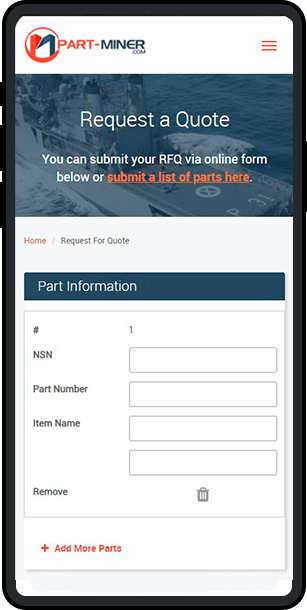 PART-MINER
.COM
Request a Quote
You can submit your RFQ via online form
below or submit a list of parts here.
Home / Request For Quote
Part Information
# 1
NSN
Part Number
Item Name
Remove
+ Add More Parts